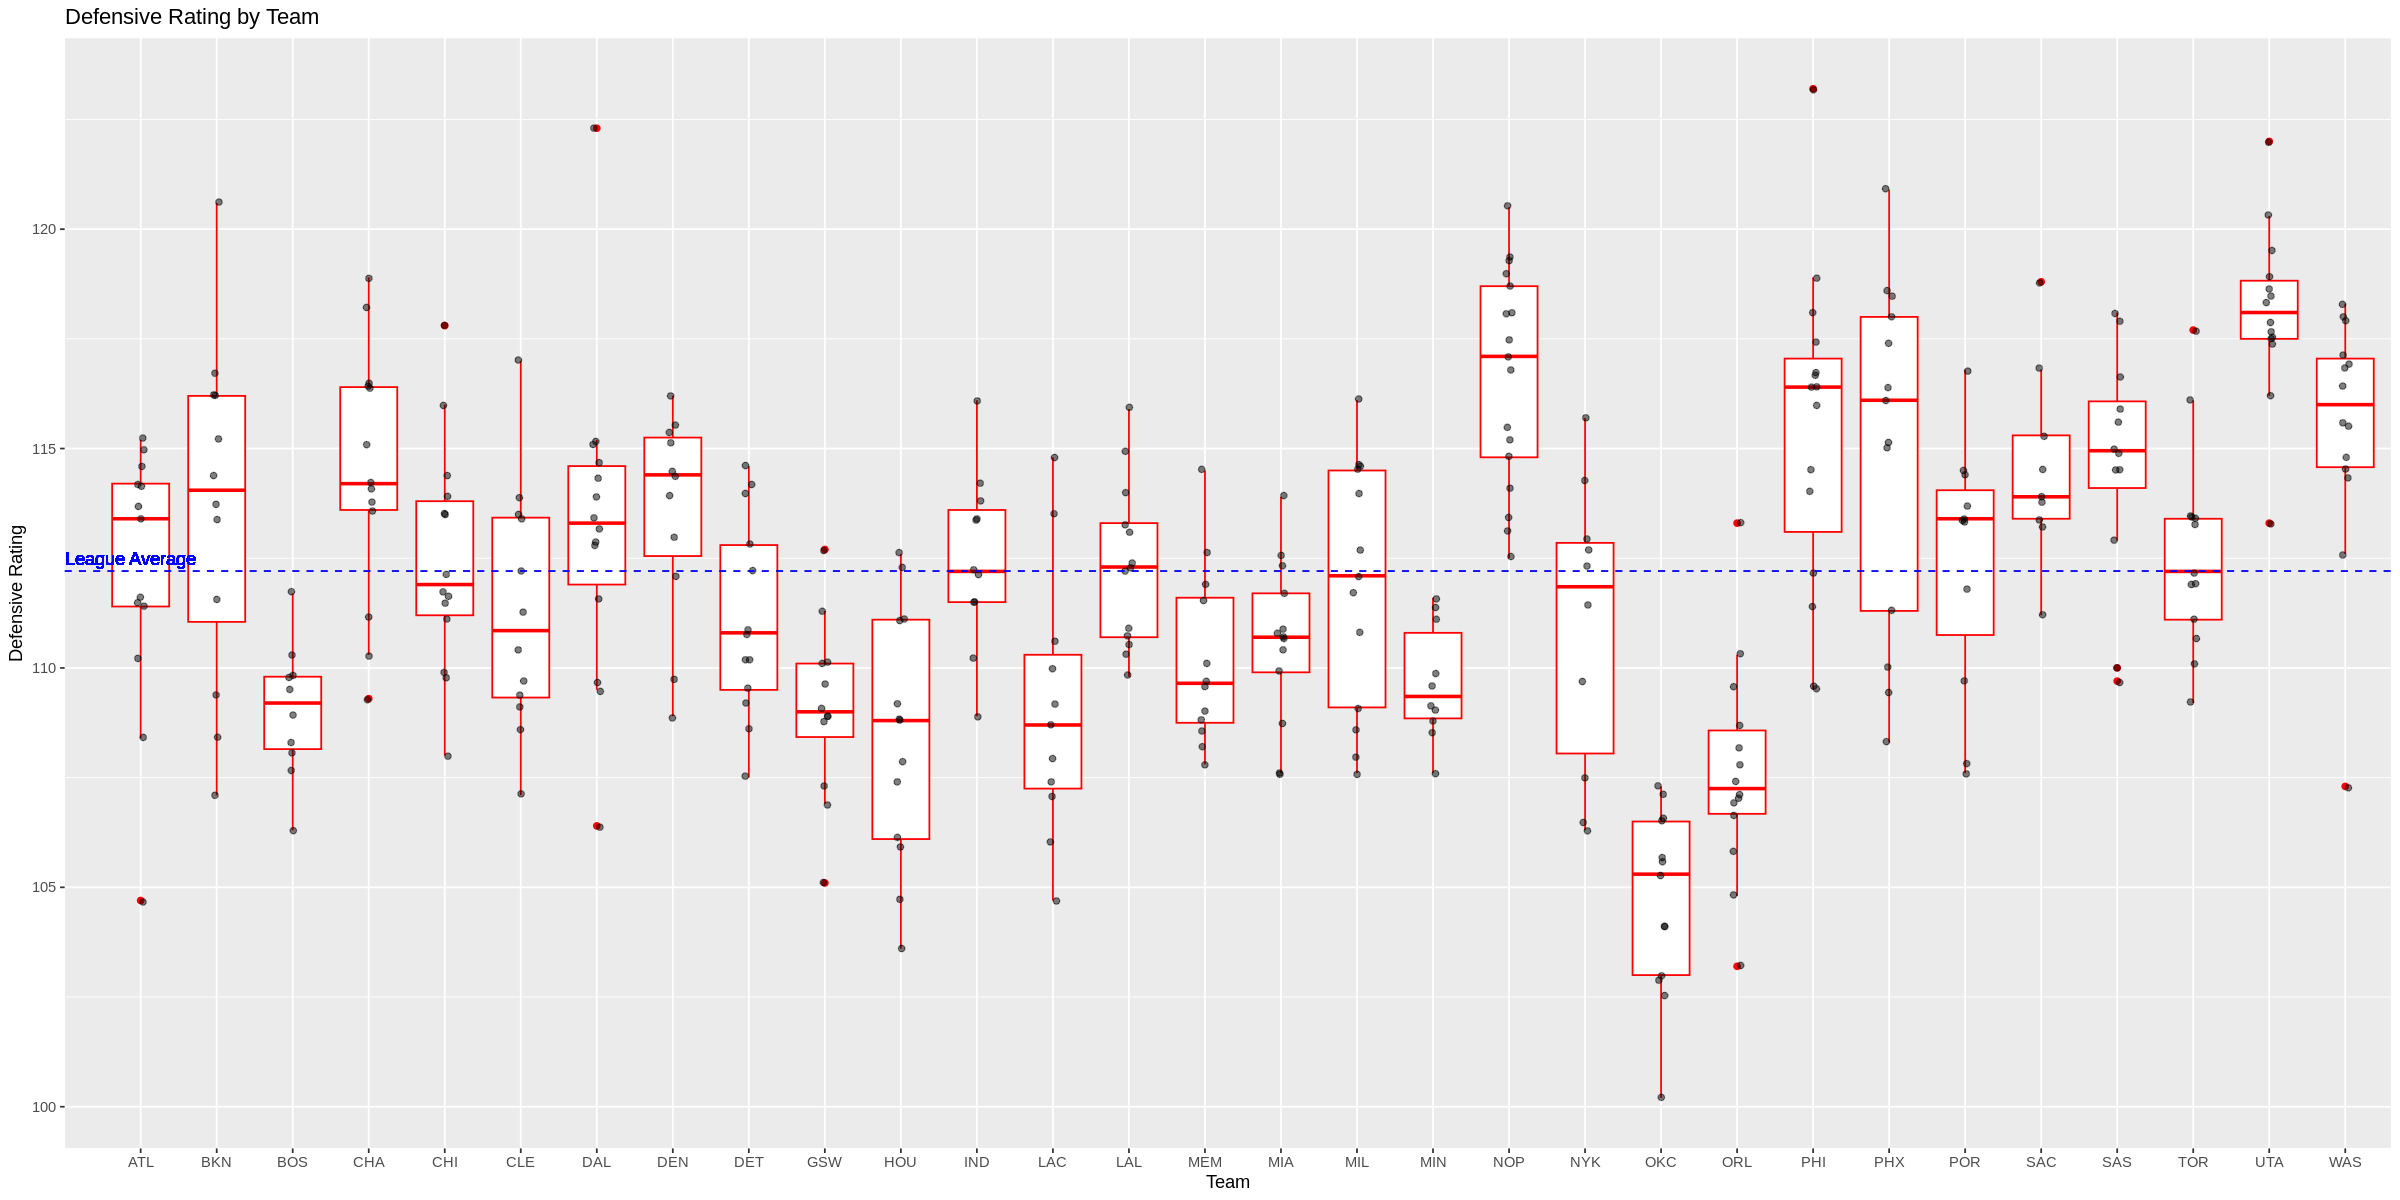 Defensive Rating by Team
Defensive Rating
120
115
110
105
100
League Average
ATL BKN BOS CHA CHI CLE DAL DEN DET GSW HOU IND LAC LAL MEM MIA MIL MIN NOP NYK OKC ORL PHI PHX POR SAC SAS TOR UTA WAS
Team